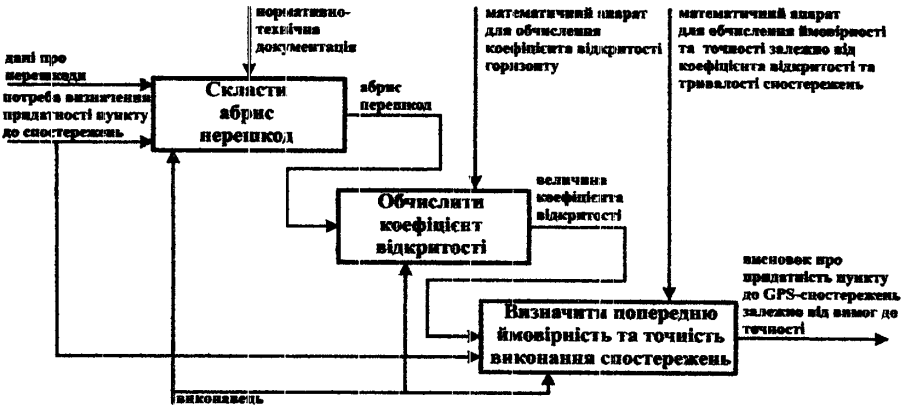 нормативно-
технічна
документація
математичний апарат
для обчислення
коефіцієнта відкритості
горизонту
математичний апарат
для обчислення ймовірності
та точності залежно від
коефіцієнта відкритості та
тривалості спостережень
дані про
перешкоди
потреба визначення
придатності пункту
до спостережень
Скласти
абрис
перешкод
абрис
перешкод
Обчислити
коефіцієнт
відкритості
величина
коефіцієнта
відкритості
Визначити попередню
ймовірність та точність
виконання спостережень
висновок про
придатність пункту
до GPS-спостережень
залежно від вимог до
точності
виконавець